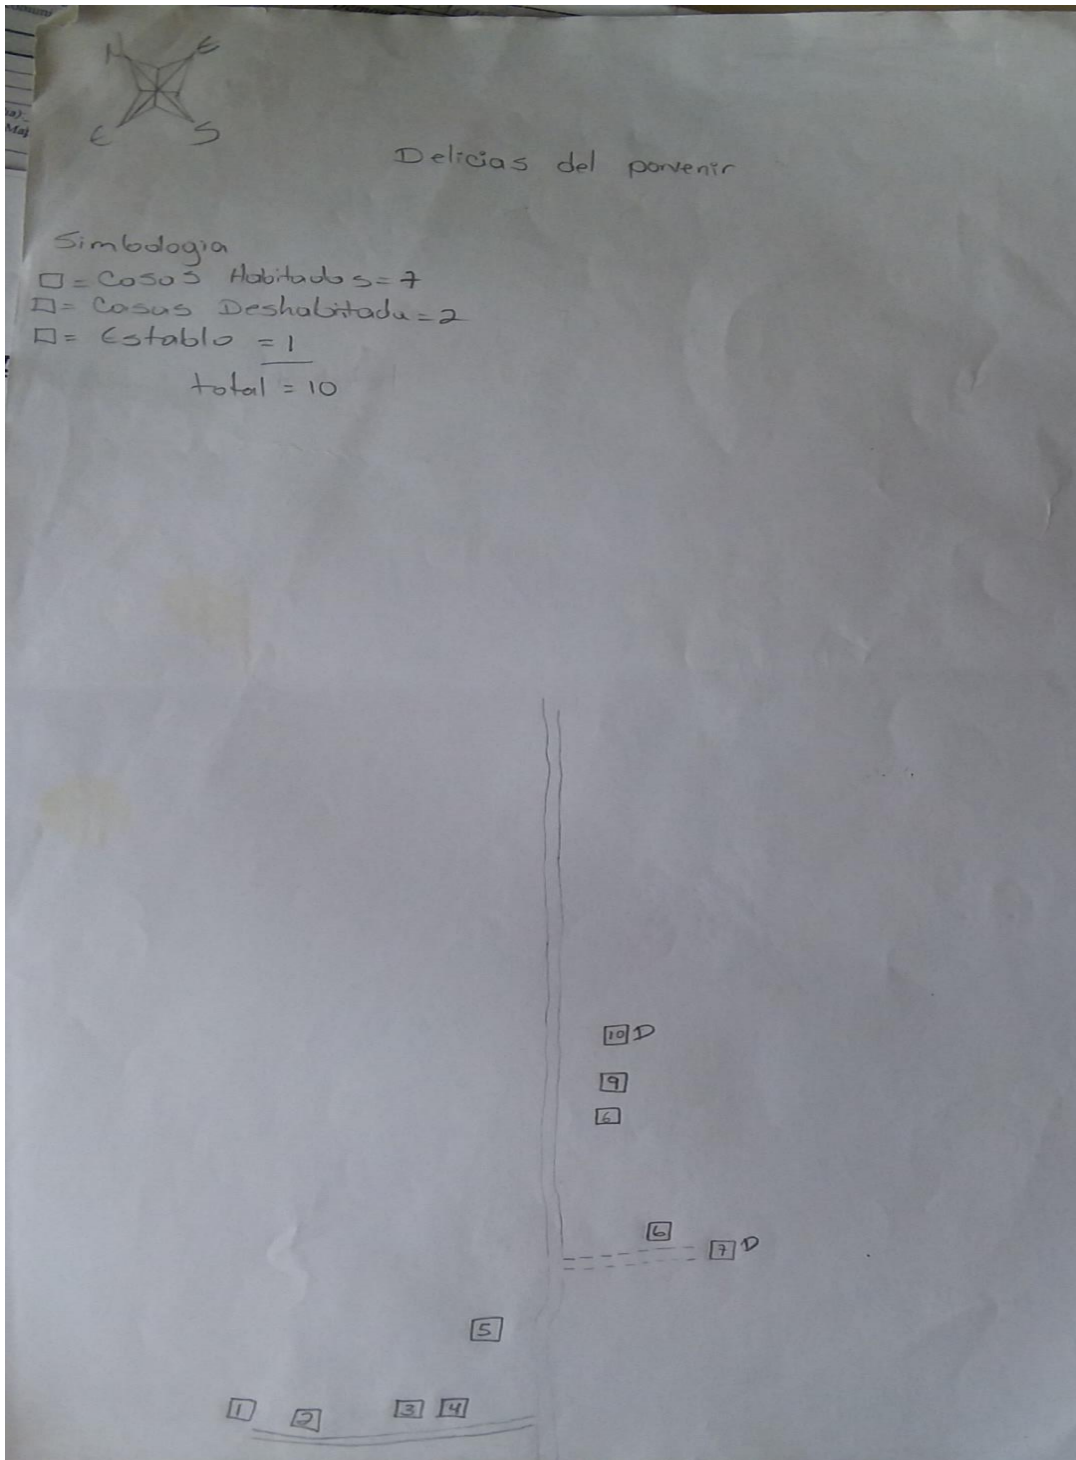 N E
E S
Delicias del porvenir
Simbologia
= Casas Habitadas = 7
= Casas Deshabitada = 2
= Establo = 1
total = 10
10 D
9
6
6
7 D
5
1 2 3 4